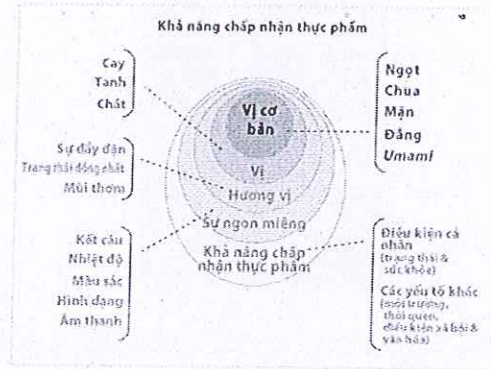 Khả năng chấp nhận thực phẩm
Cay
Tanh
Chát
Sự đầy đặn
Trạng thái đồng nhất
Mùi thơm
Kết cấu
Nhiệt độ
Màu sắc
Hình dạng
Âm thanh
Vị cơ
bản
Vị
Hương vị
Sự ngon miệng
Khả năng chấp
nhận thực phẩm
Ngọt
Chua
Mặn
Đắng
Umami
Điều kiện cá
nhân
(trạng thái &
sức khỏe)
Các yếu tố khác
(môi trường,
thói quen,
điều kiện xã hội &
văn hóa)